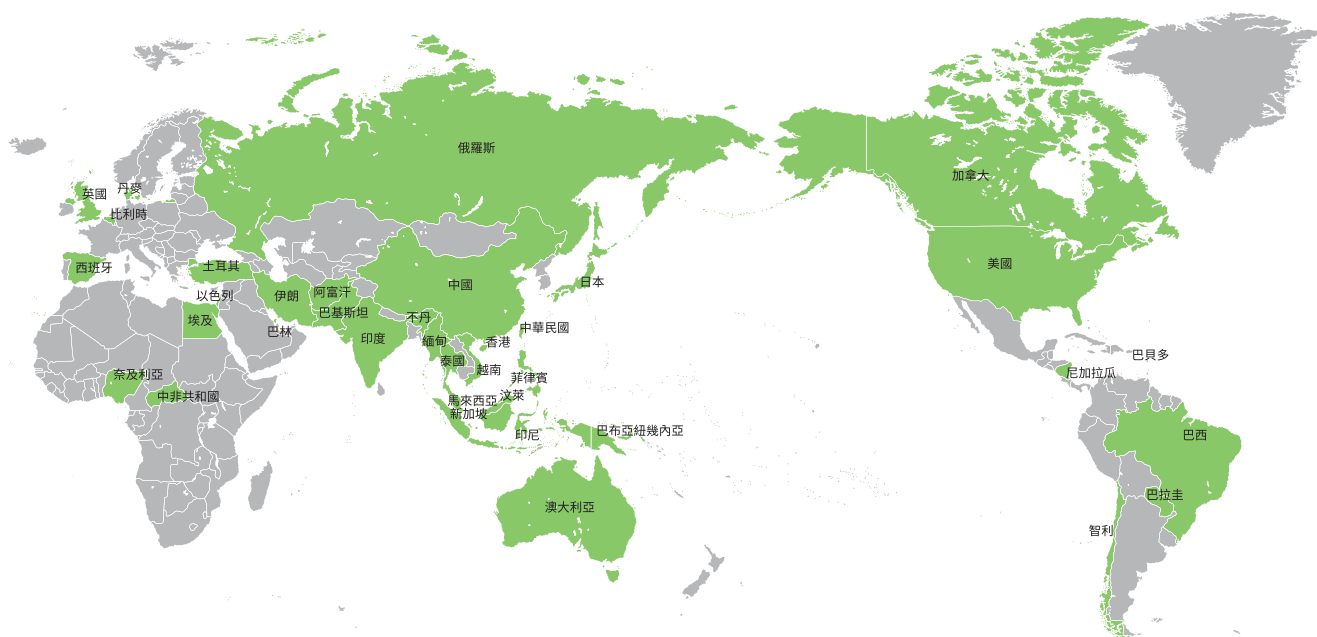 俄羅斯
加拿大
丹麥
英國
比利時
西班牙
土耳其
美國
以色列
伊朗
阿富汗
中國
日本
埃及
巴基斯坦
不丹
巴林
印度
緬甸
香港
中華民國
泰國
越南
巴貝多
奈及利亞
尼加拉瓜
菲律賓
中非共和國
馬來西亞
汶萊
新加坡
印尼
巴布亞紐幾內亞
巴西
澳大利亞
巴拉圭
智利